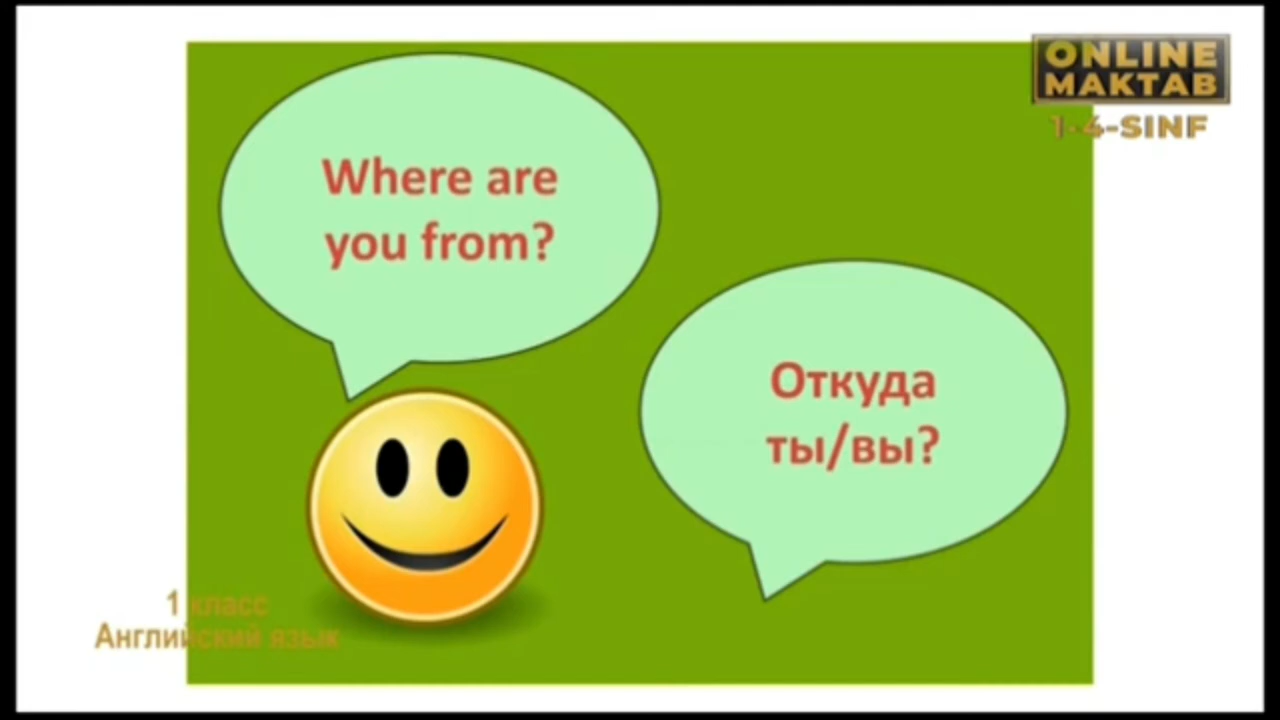 ONLINE
MAKTAB
1-4-SINF
Where are
you from?
Откуда
ты/вы?
1 класс
Английский язык